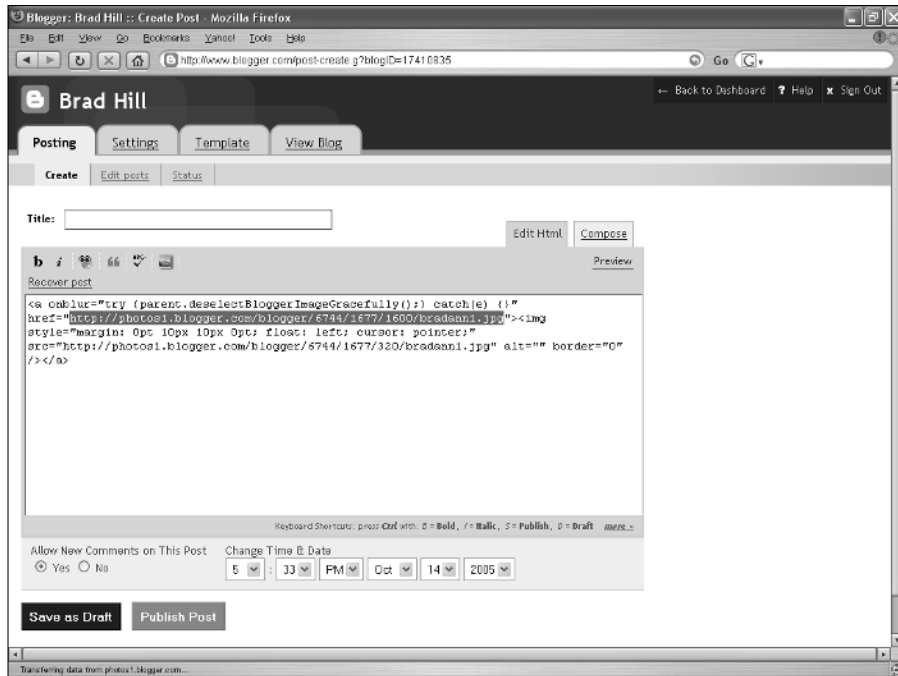 Blogger: Brad Hill :: Create Post - Mozilla Firefox
File Edit View Go Bookmarks Yahoo! Tools Help
http://www.blogger.com/post-create.g?blogID=17410835 Go G
Brad Hill
← Back to Dashboard ? Help x Sign Out
Posting Settings Template View Blog
Create Edit posts Status
Title:
Edit Html Compose
b i ABC Preview
Recover post
<a onblur="try {parent.deselectBloggerImageGracefully();} catch(e) {}"
href="http://photos1.blogger.com/blogger/6744/1677/1600/bradann1.jpg"><img
style="margin: 0pt 10px 10px 0pt; float: left; cursor: pointer;"
src="http://photos1.blogger.com/blogger/6744/1677/320/bradann1.jpg" alt="" border="0"
/></a>
Keyboard Shortcuts: press Ctrl with: B = Bold, I = Italic, S = Publish, D = Draft more »
Allow New Comments on This Post Change Time & Date
Yes No 5 : 33 PM Oct 14 2005
Save as Draft Publish Post
Transferring data from photos1.blogger.com...